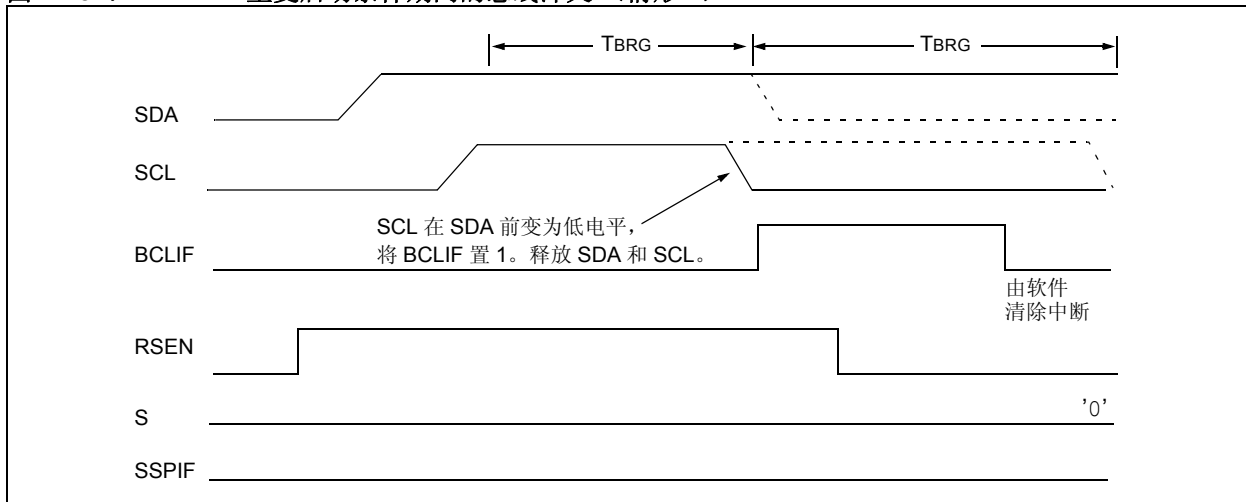 TBRG TBRG
SDA
SCL
SCL 在 SDA 前变为低电平，
将 BCLIF 置 1。释放 SDA 和 SCL。
BCLIF
由软件
清除中断
RSEN
S '0'
SSPIF